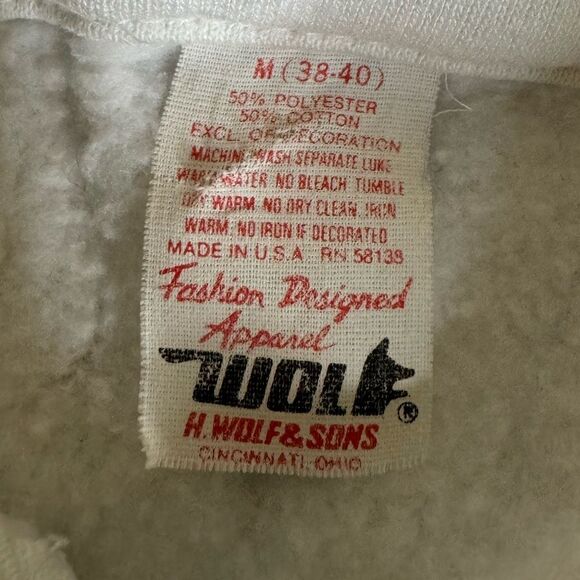 M (38-40)
50% POLYESTER
50% COTTON
EXCL. OF DECORATION
MACHINE WASH SEPARATE LUKE
WARM WATER. NO BLEACH. TUMBLE
DRY WARM. NO DRY CLEAN. IRON
WARM. NO IRON IF DECORATED
MADE IN U.S.A. RN 58138
Fashion Designed
Apparel
WOLF ®
H. WOLF & SONS
CINCINNATI, OHIO